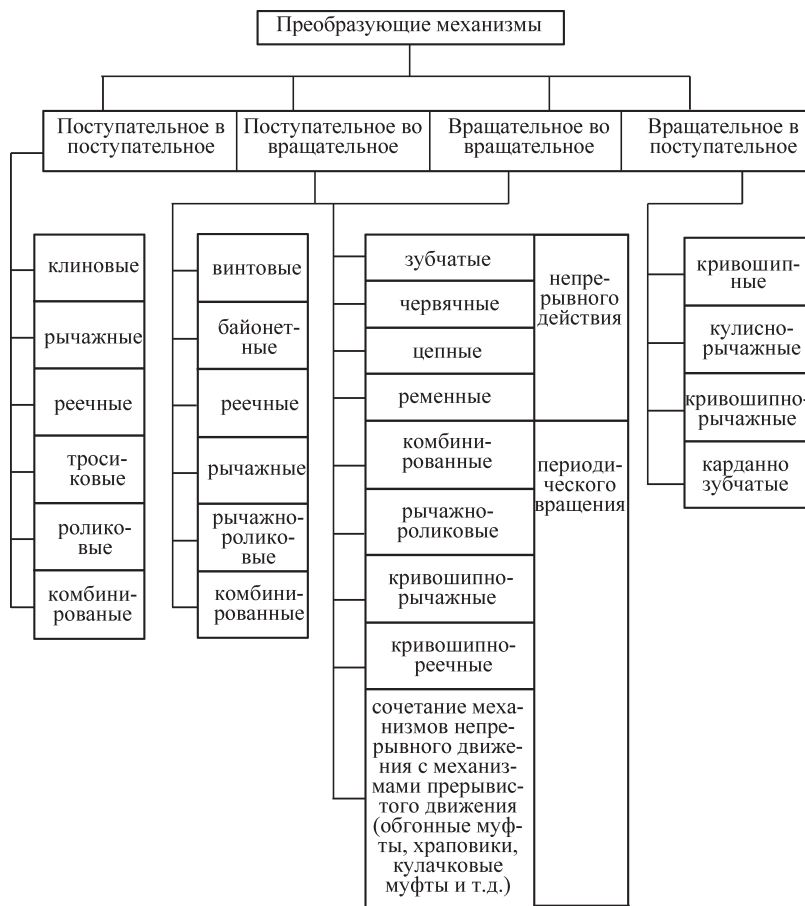 Преобразующие механизмы
Поступательное в
поступательное
Поступательное во
вращательное
Вращательное во
вращательное
Вращательное в
поступательное
клиновые
рычажные
реечные
троси-
ковые
ролико-
вые
комбини-
рованые
винтовые
байонет-
ные
реечные
рычажные
рычажно-
ролико-
вые
комбини-
рованные
зубчатые
червячные
цепные
ременные
комбини-
рованные
рычажно-
роликовые
кривошипно-
рычажные
кривошипно-
реечные
сочетание меха-
низмов непре-
рывного движе-
ния с механиз-
мами прерывис-
того движения
(обгонные муф-
ты, храповики,
кулачковые
муфты и т.д.)
непре-
рывного
действия
периоди-
ческого
вращения
кривошип-
ные
кулисно-
рычажные
кривошипно-
рычажные
карданно
зубчатые